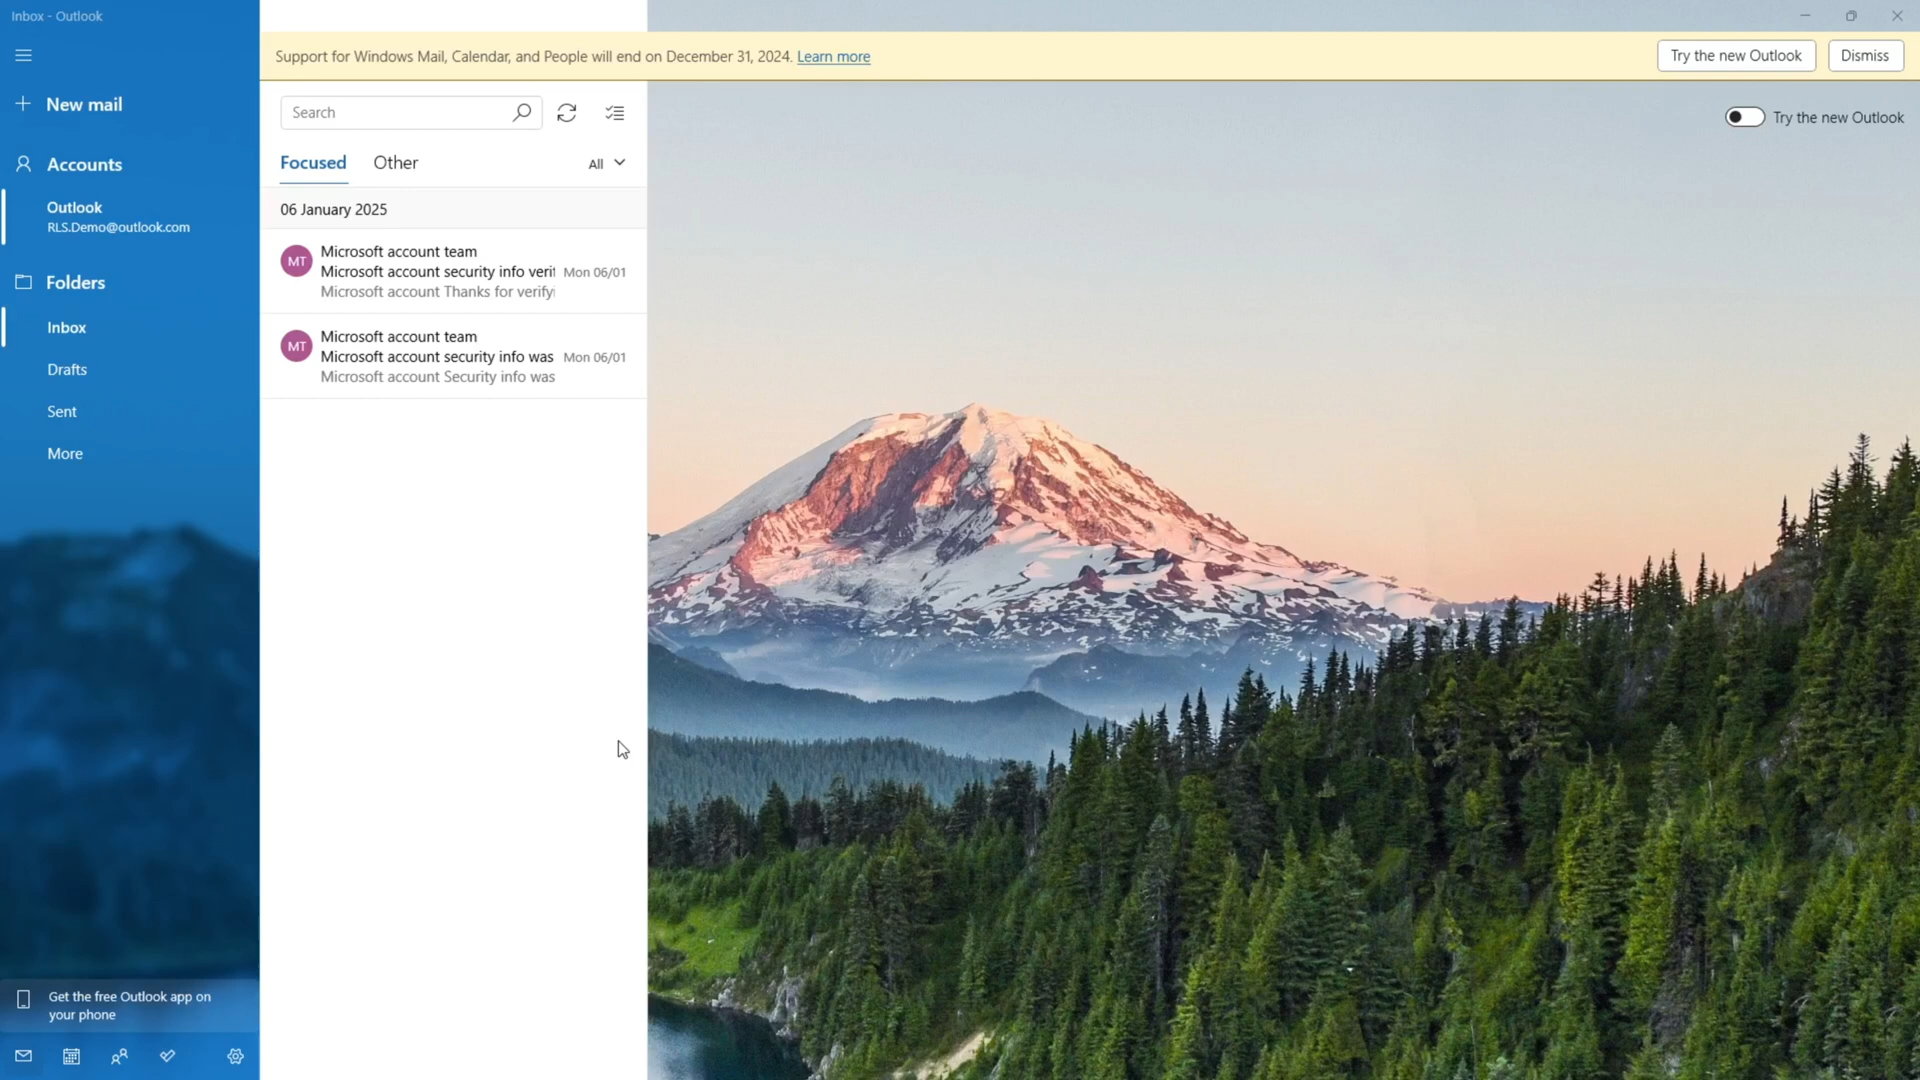 Inbox - Outlook
Support for Windows Mail, Calendar, and People will end on December 31, 2024. Learn more
Try the new Outlook
Dismiss
New mail
Accounts
Outlook
RLS.Demo@outlook.com
Folders
Inbox
Drafts
Sent
More
Get the free Outlook app on
your phone
Search
Focused
Other
All
06 January 2025
MT
Microsoft account team
Microsoft account security info verif
Mon 06/01
Microsoft account Thanks for verifyi
MT
Microsoft account team
Microsoft account security info was
Mon 06/01
Microsoft account Security info was
Try the new Outlook